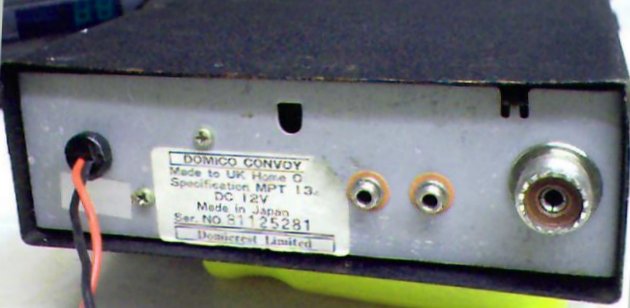 DOMICO CONVOY
Made to UK Home O
Specification MPT 13
DC 12V
Made in Japan
Ser. NO 81125281
Domicrest Limited